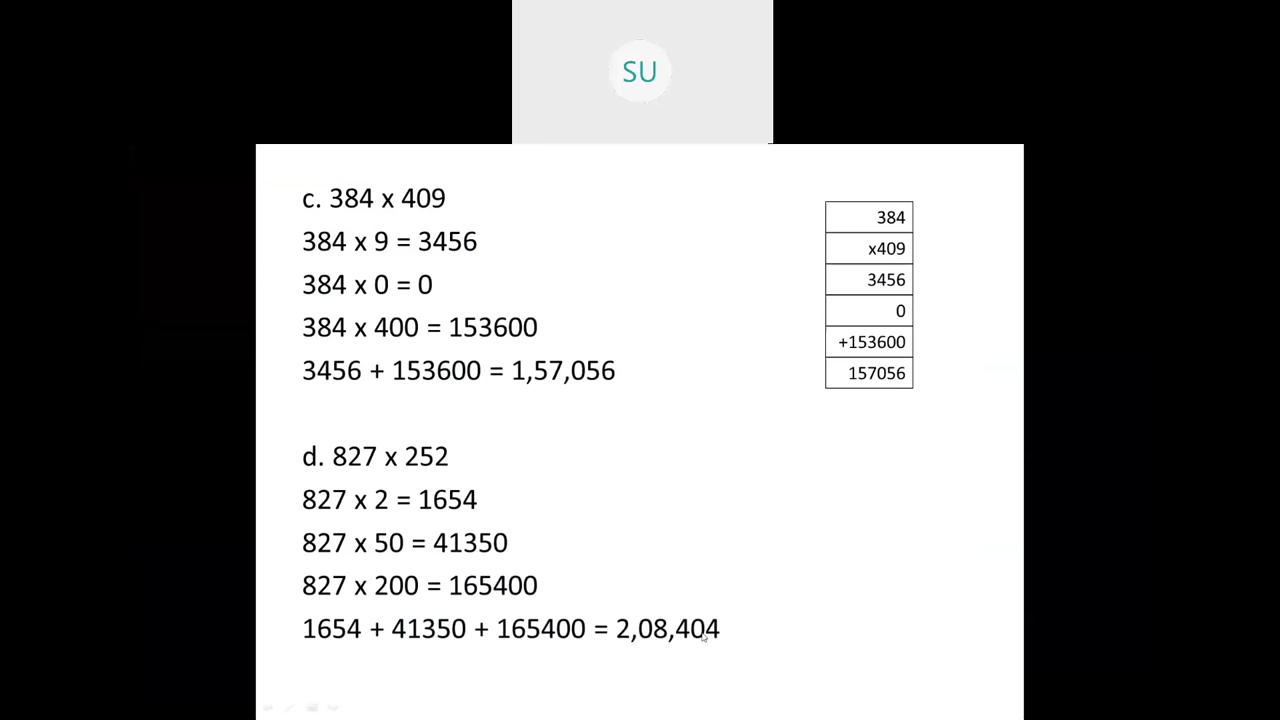 SU
c. 384 x 409
384 x 9 = 3456
384 x 0 = 0
384 x 400 = 153600
3456 + 153600 = 1,57,056
384
x409
3456
0
+153600
157056
d. 827 x 252
827 x 2 = 1654
827 x 50 = 41350
827 x 200 = 165400
1654 + 41350 + 165400 = 2,08,404